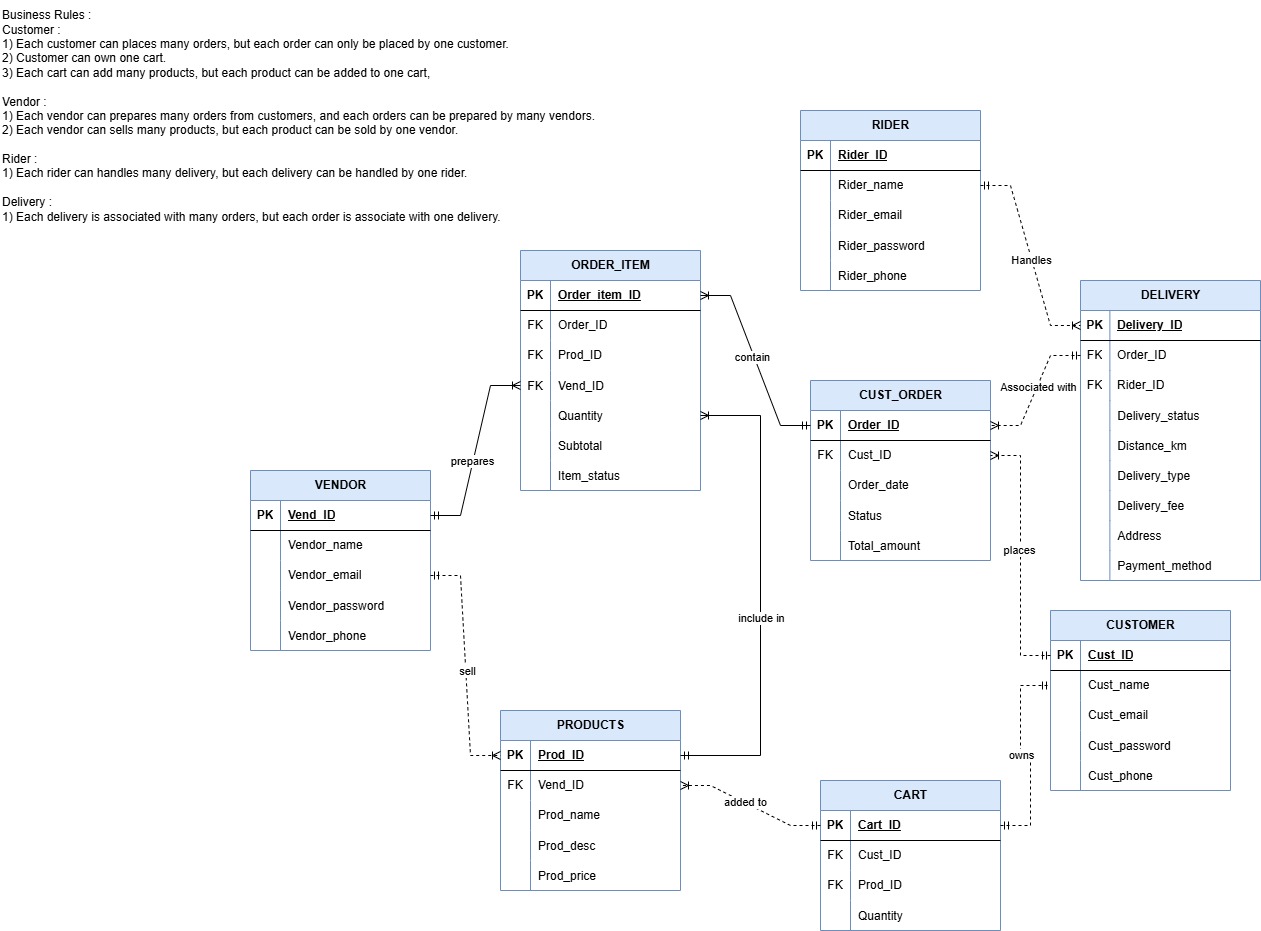 Business Rules :
Customer :
1) Each customer can places many orders, but each order can only be placed by one customer.
2) Customer can own one cart.
3) Each cart can add many products, but each product can be added to one cart,
Vendor :
1) Each vendor can prepares many orders from customers, and each orders can be prepared by many vendors.
2) Each vendor can sells many products, but each product can be sold by one vendor.
Rider :
1) Each rider can handles many delivery, but each delivery can be handled by one rider.
Delivery :
1) Each delivery is associated with many orders, but each order is associate with one delivery.
RIDER
PK Rider_ID
Rider_name
Rider_email
Rider_password
Rider_phone
Handles
ORDER_ITEM
PK Order_item_ID
FK Order_ID
FK Prod_ID
FK Vend_ID
Quantity
Subtotal
Item_status
contain
DELIVERY
PK Delivery_ID
FK Order_ID
FK Rider_ID
Delivery_status
Distance_km
Delivery_type
Delivery_fee
Address
Payment_method
Associated with
CUST_ORDER
PK Order_ID
FK Cust_ID
Order_date
Status
Total_amount
prepares
VENDOR
PK Vend_ID
Vendor_name
Vendor_email
Vendor_password
Vendor_phone
places
include in
sell
CUSTOMER
PK Cust_ID
Cust_name
Cust_email
Cust_password
Cust_phone
owns
PRODUCTS
PK Prod_ID
FK Vend_ID
Prod_name
Prod_desc
Prod_price
added to
CART
PK Cart_ID
FK Cust_ID
FK Prod_ID
Quantity